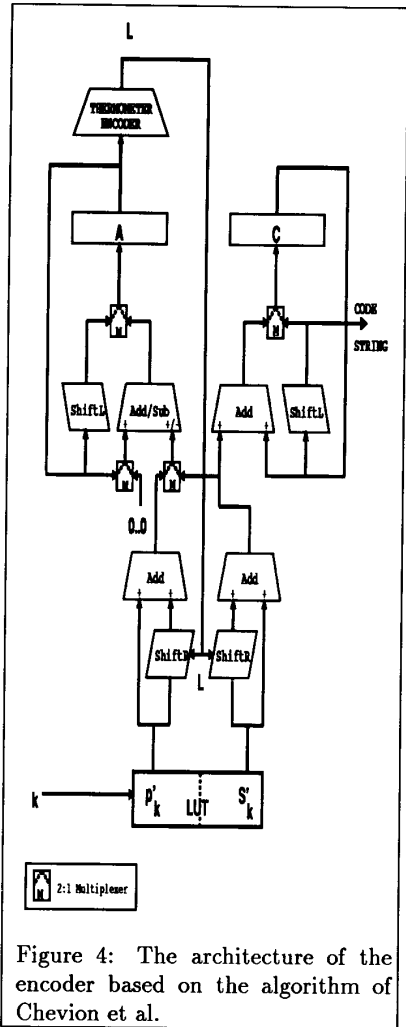 L
THERMOMETER
ENCODER
A
C
M
M
CODE
STRING
ShiftL
Add/Sub
+
+/-
Add
+
+
ShiftL
M
M
0..0
Add
+
+
Add
+
+
ShiftR
ShiftR
L
k
p'k
LUT
S'k
M
2:1 Multiplexer
Figure 4: The architecture of the
encoder based on the algorithm of
Chevion et al.